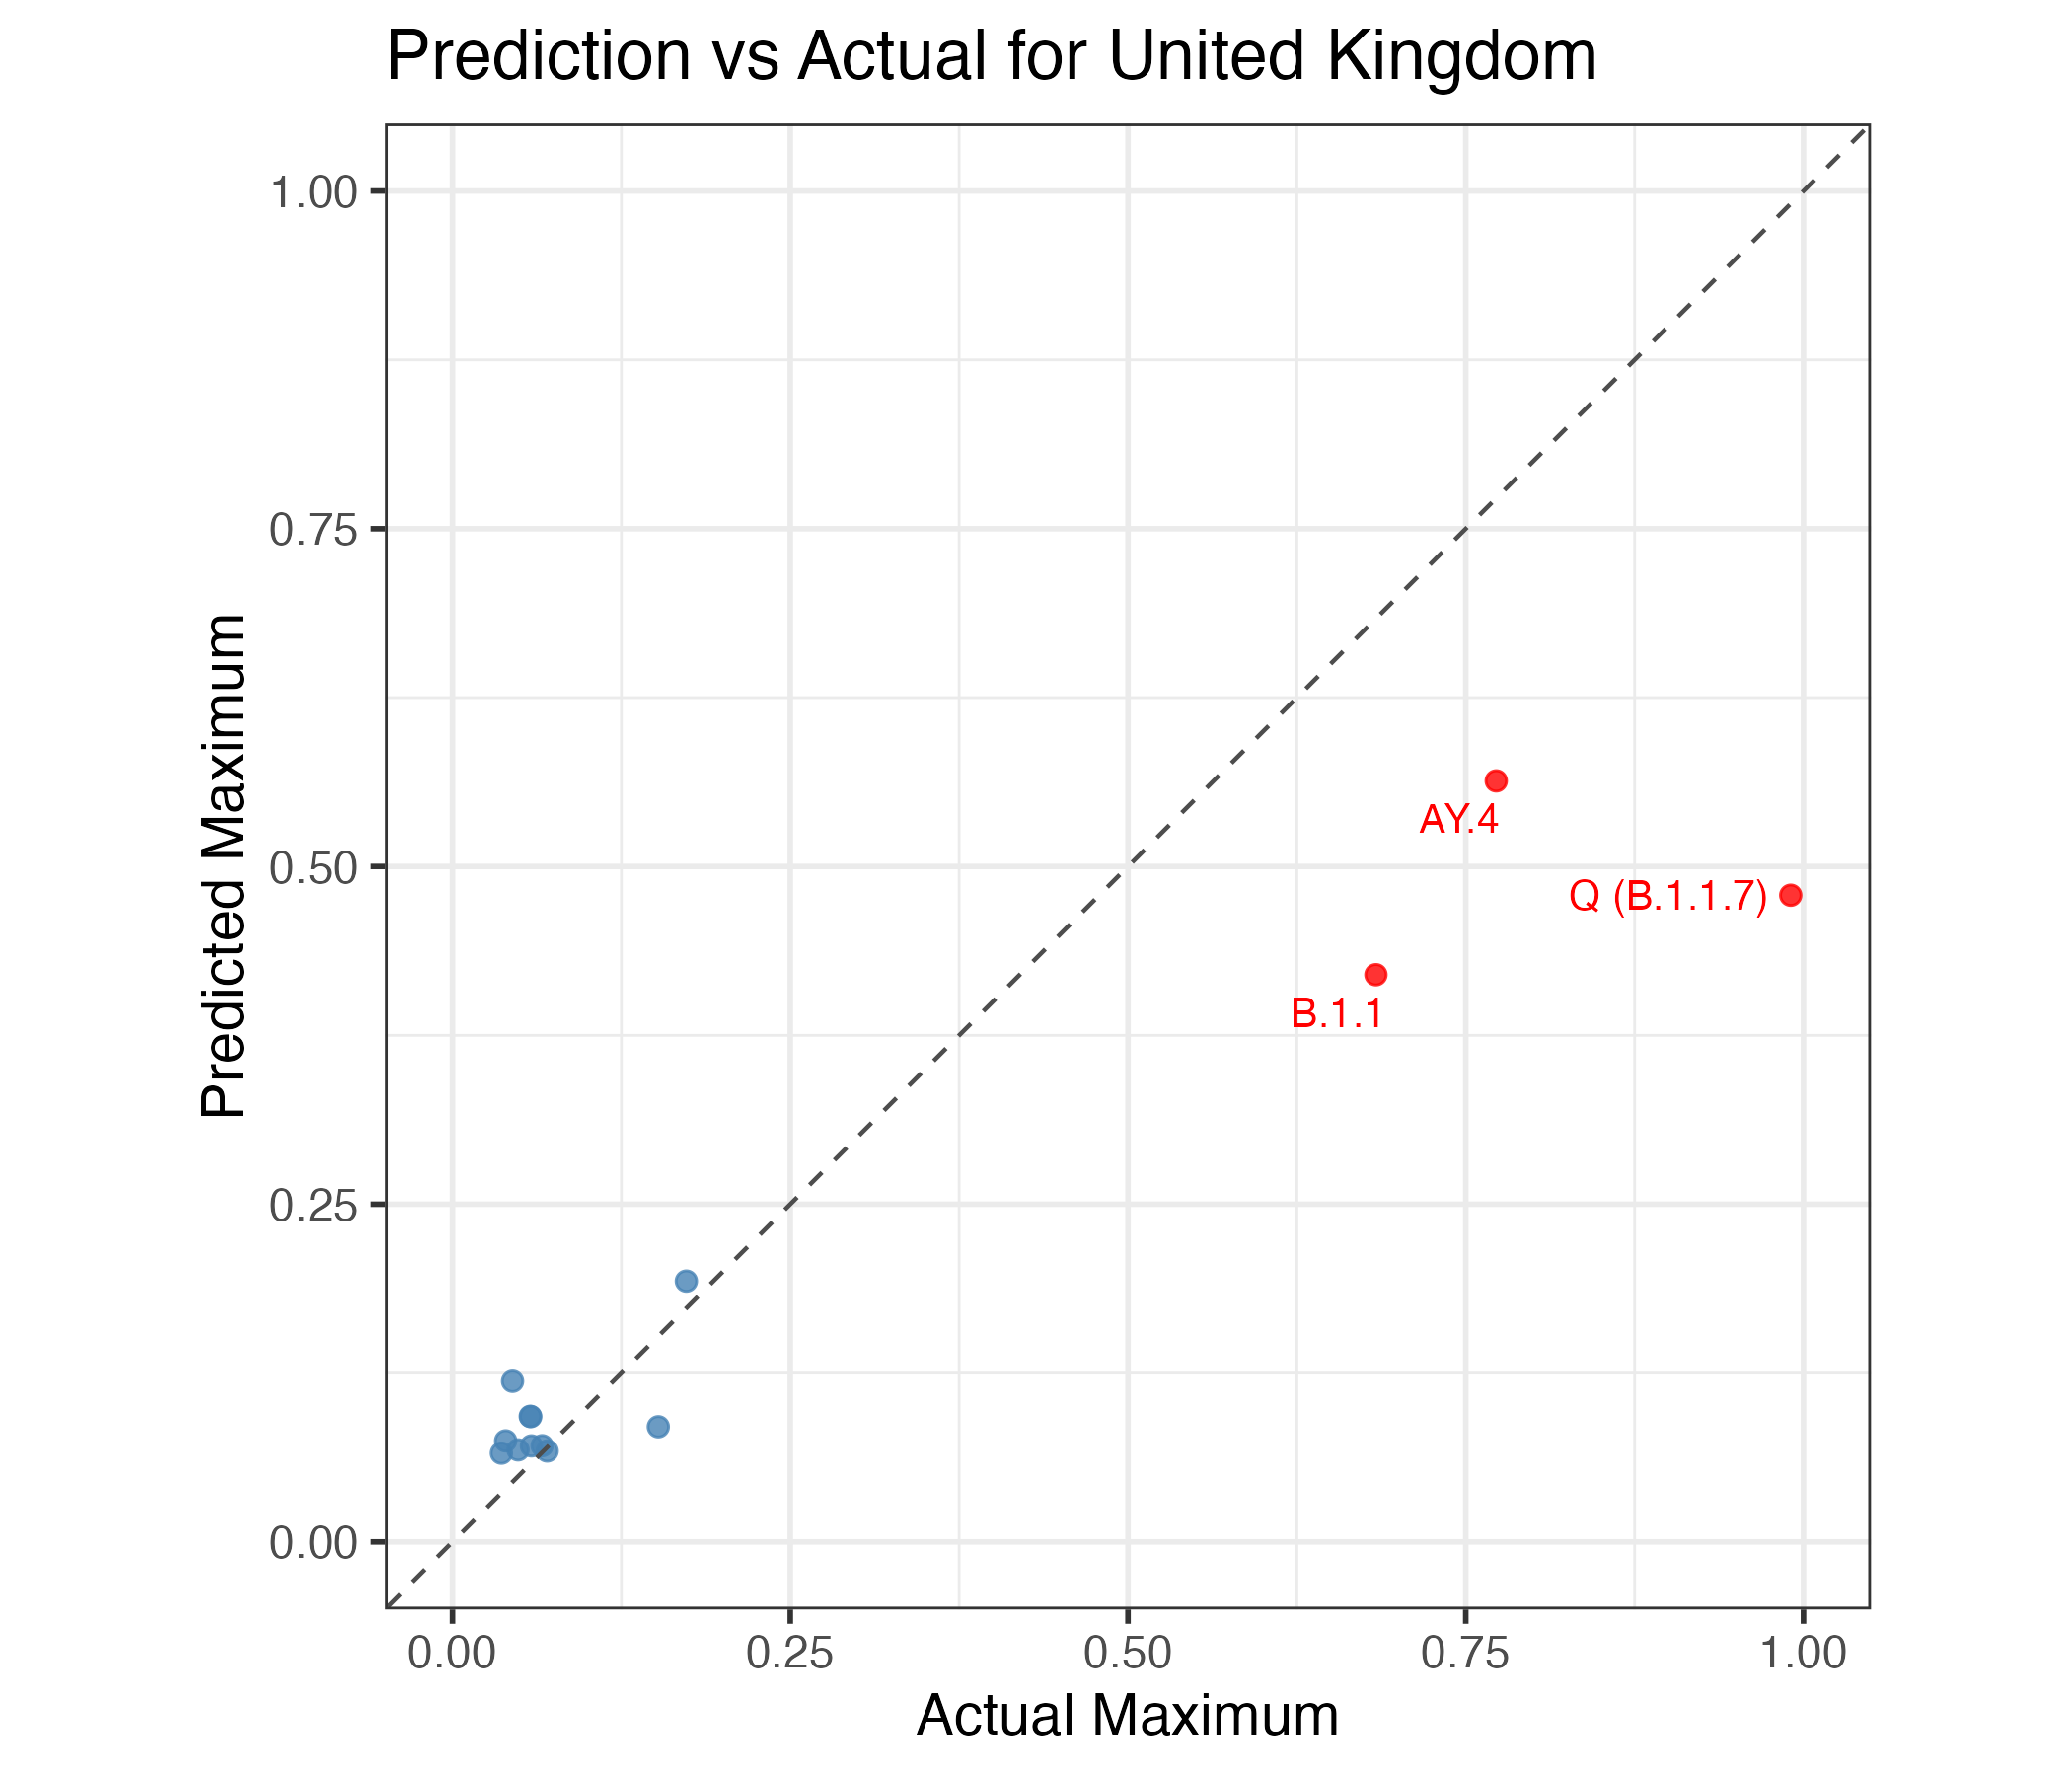 Prediction vs Actual for United Kingdom
Predicted Maximum
1.00
0.75
0.50
0.25
0.00
AY.4
Q (B.1.1.7)
B.1.1
0.00 0.25 0.50 0.75 1.00
Actual Maximum